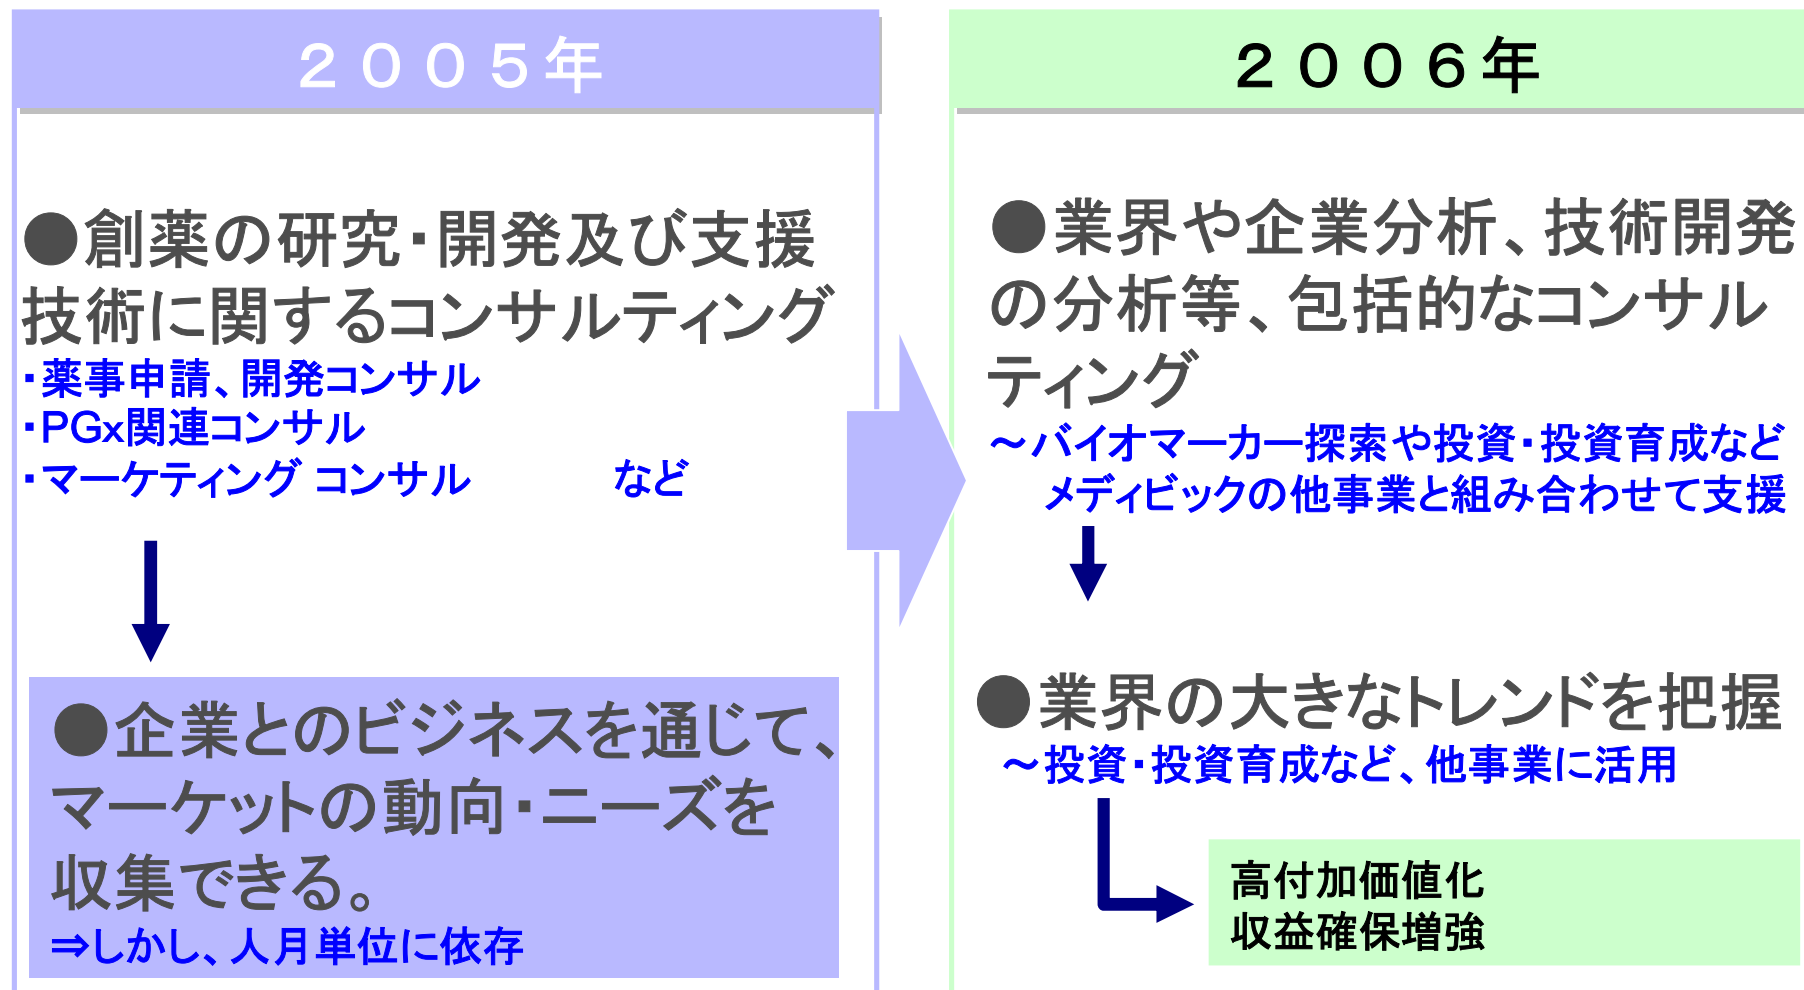 ２００５年
●創薬の研究・開発及び支援
技術に関するコンサルティング
・薬事申請、開発コンサル
・PGx関連コンサル
・マーケティング コンサル　　　など
●企業とのビジネスを通じて、
マーケットの動向・ニーズを
収集できる。
⇒しかし、人月単位に依存
２００６年
●業界や企業分析、技術開発
の分析等、包括的なコンサル
ティング
～バイオマーカー探索や投資・投資育成など
メディビックの他事業と組み合わせて支援
●業界の大きなトレンドを把握
～投資・投資育成など、他事業に活用
高付加価値化
収益確保増強